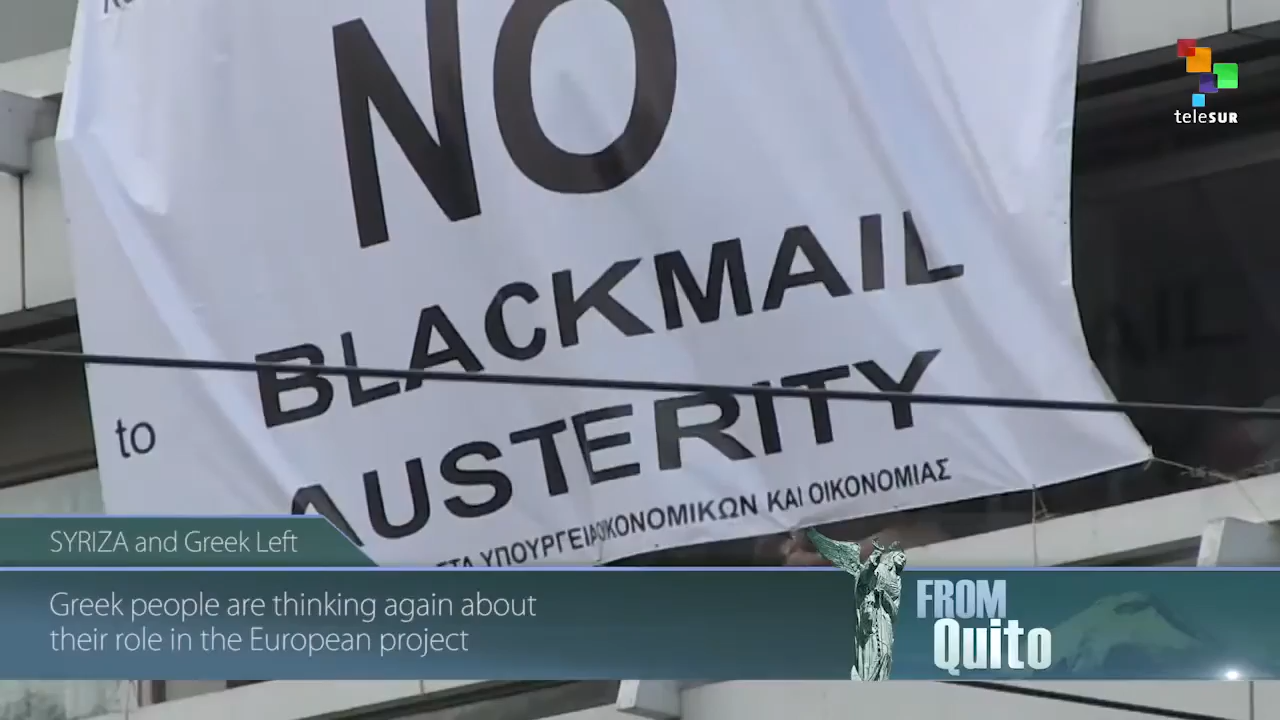 NO
to
BLACKMAIL
AUSTERITY
ΣΤΑ ΥΠΟΥΡΓΕΙΑ ΟΙΚΟΝΟΜΙΚΩΝ ΚΑΙ ΟΙΚΟΝΟΜΙΑΣ
teleSUR
SYRIZA and Greek Left
Greek people are thinking again about
their role in the European project
FROM
Quito